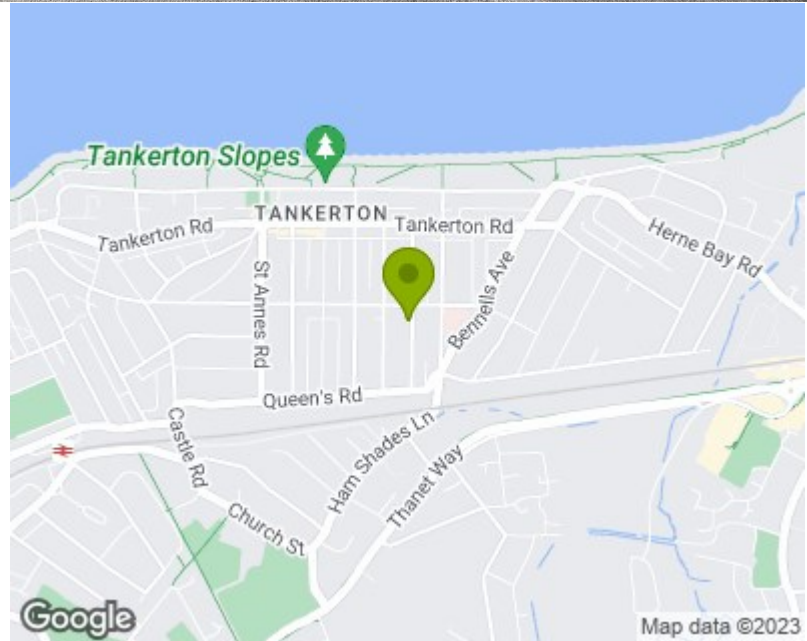 Tankerton Slopes
TANKERTON
Tankerton Rd
Tankerton Rd
Herne Bay Rd
St Annes Rd
Bennells Ave
Queen's Rd
Castle Rd
Ham Shades Ln
Thanet Way
Church St
Google
Map data ©2023